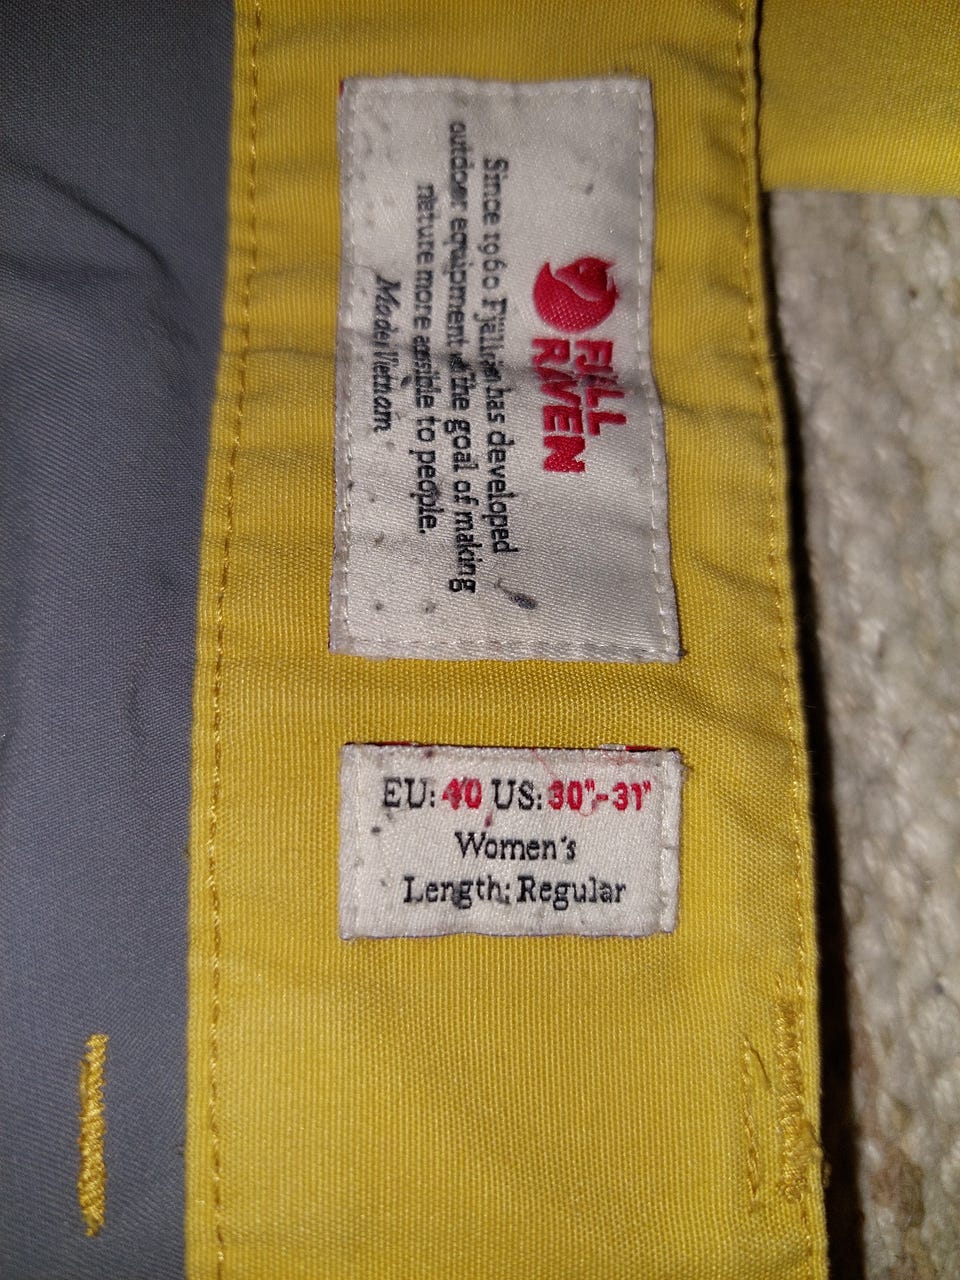 FJÄLL
RÄVEN
Since 1960 Fjällräven has developed
outdoor equipment with the goal of making
nature more accessible to people.
Made in Vietnam
EU: 40 US: 30"-31"
Women's
Length: Regular